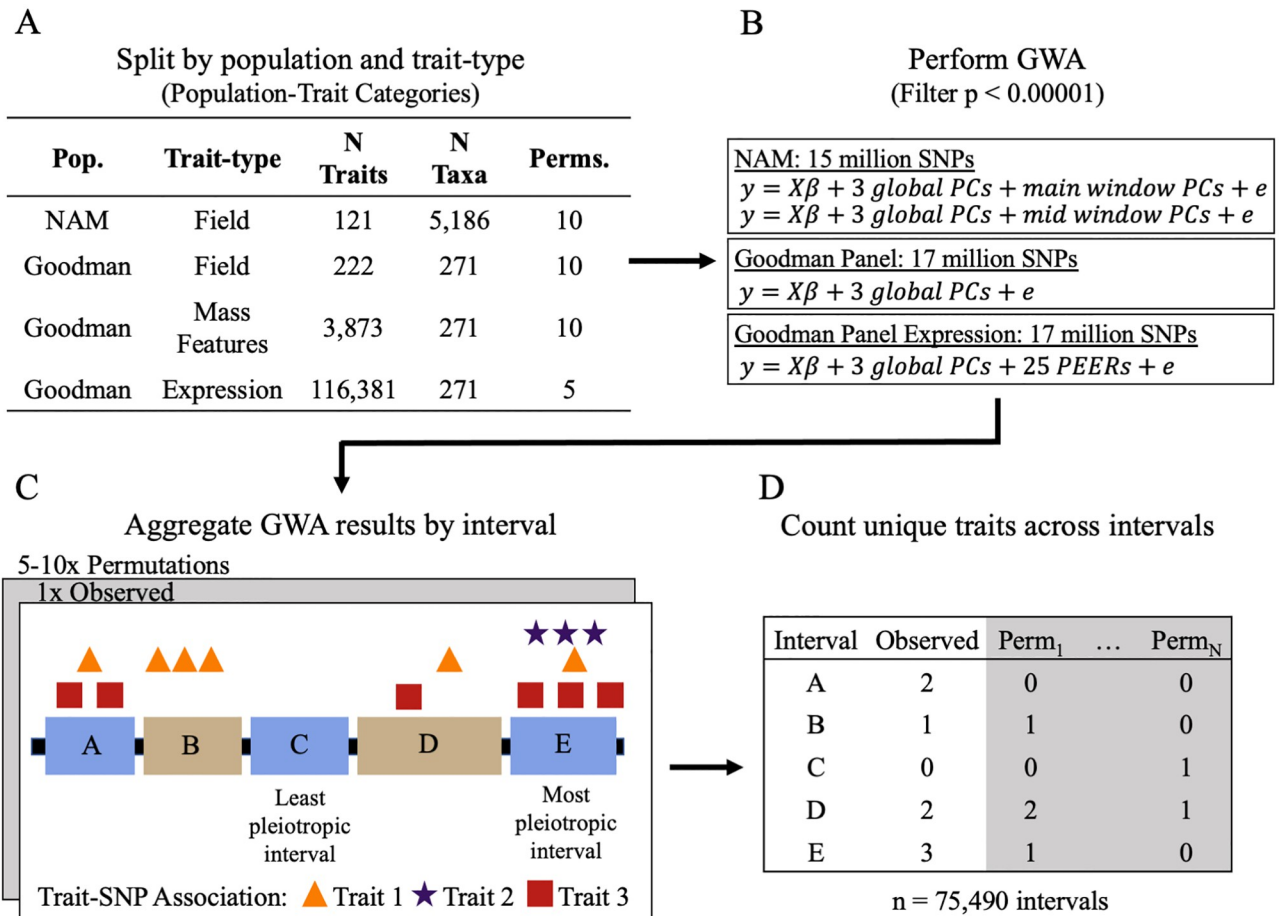 A
Split by population and trait-type
(Population-Trait Categories)
Pop. Trait-type N Traits N Taxa Perms.
NAM Field 121 5,186 10
Goodman Field 222 271 10
Goodman Mass Features 3,873 271 10
Goodman Expression 116,381 271 5
B
Perform GWA
(Filter p < 0.00001)
NAM: 15 million SNPs
y = Xβ + 3 global PCs + main window PCs + e
y = Xβ + 3 global PCs + mid window PCs + e
Goodman Panel: 17 million SNPs
y = Xβ + 3 global PCs + e
Goodman Panel Expression: 17 million SNPs
y = Xβ + 3 global PCs + 25 PEERs + e
C
Aggregate GWA results by interval
5-10x Permutations
1x Observed
A B C D E
Least
pleiotropic
interval
Most
pleiotropic
interval
Trait-SNP Association: Trait 1 Trait 2 Trait 3
D
Count unique traits across intervals
Interval Observed Perm1 … PermN
A 2 0 0
B 1 1 0
C 0 0 1
D 2 2 1
E 3 1 0
n = 75,490 intervals